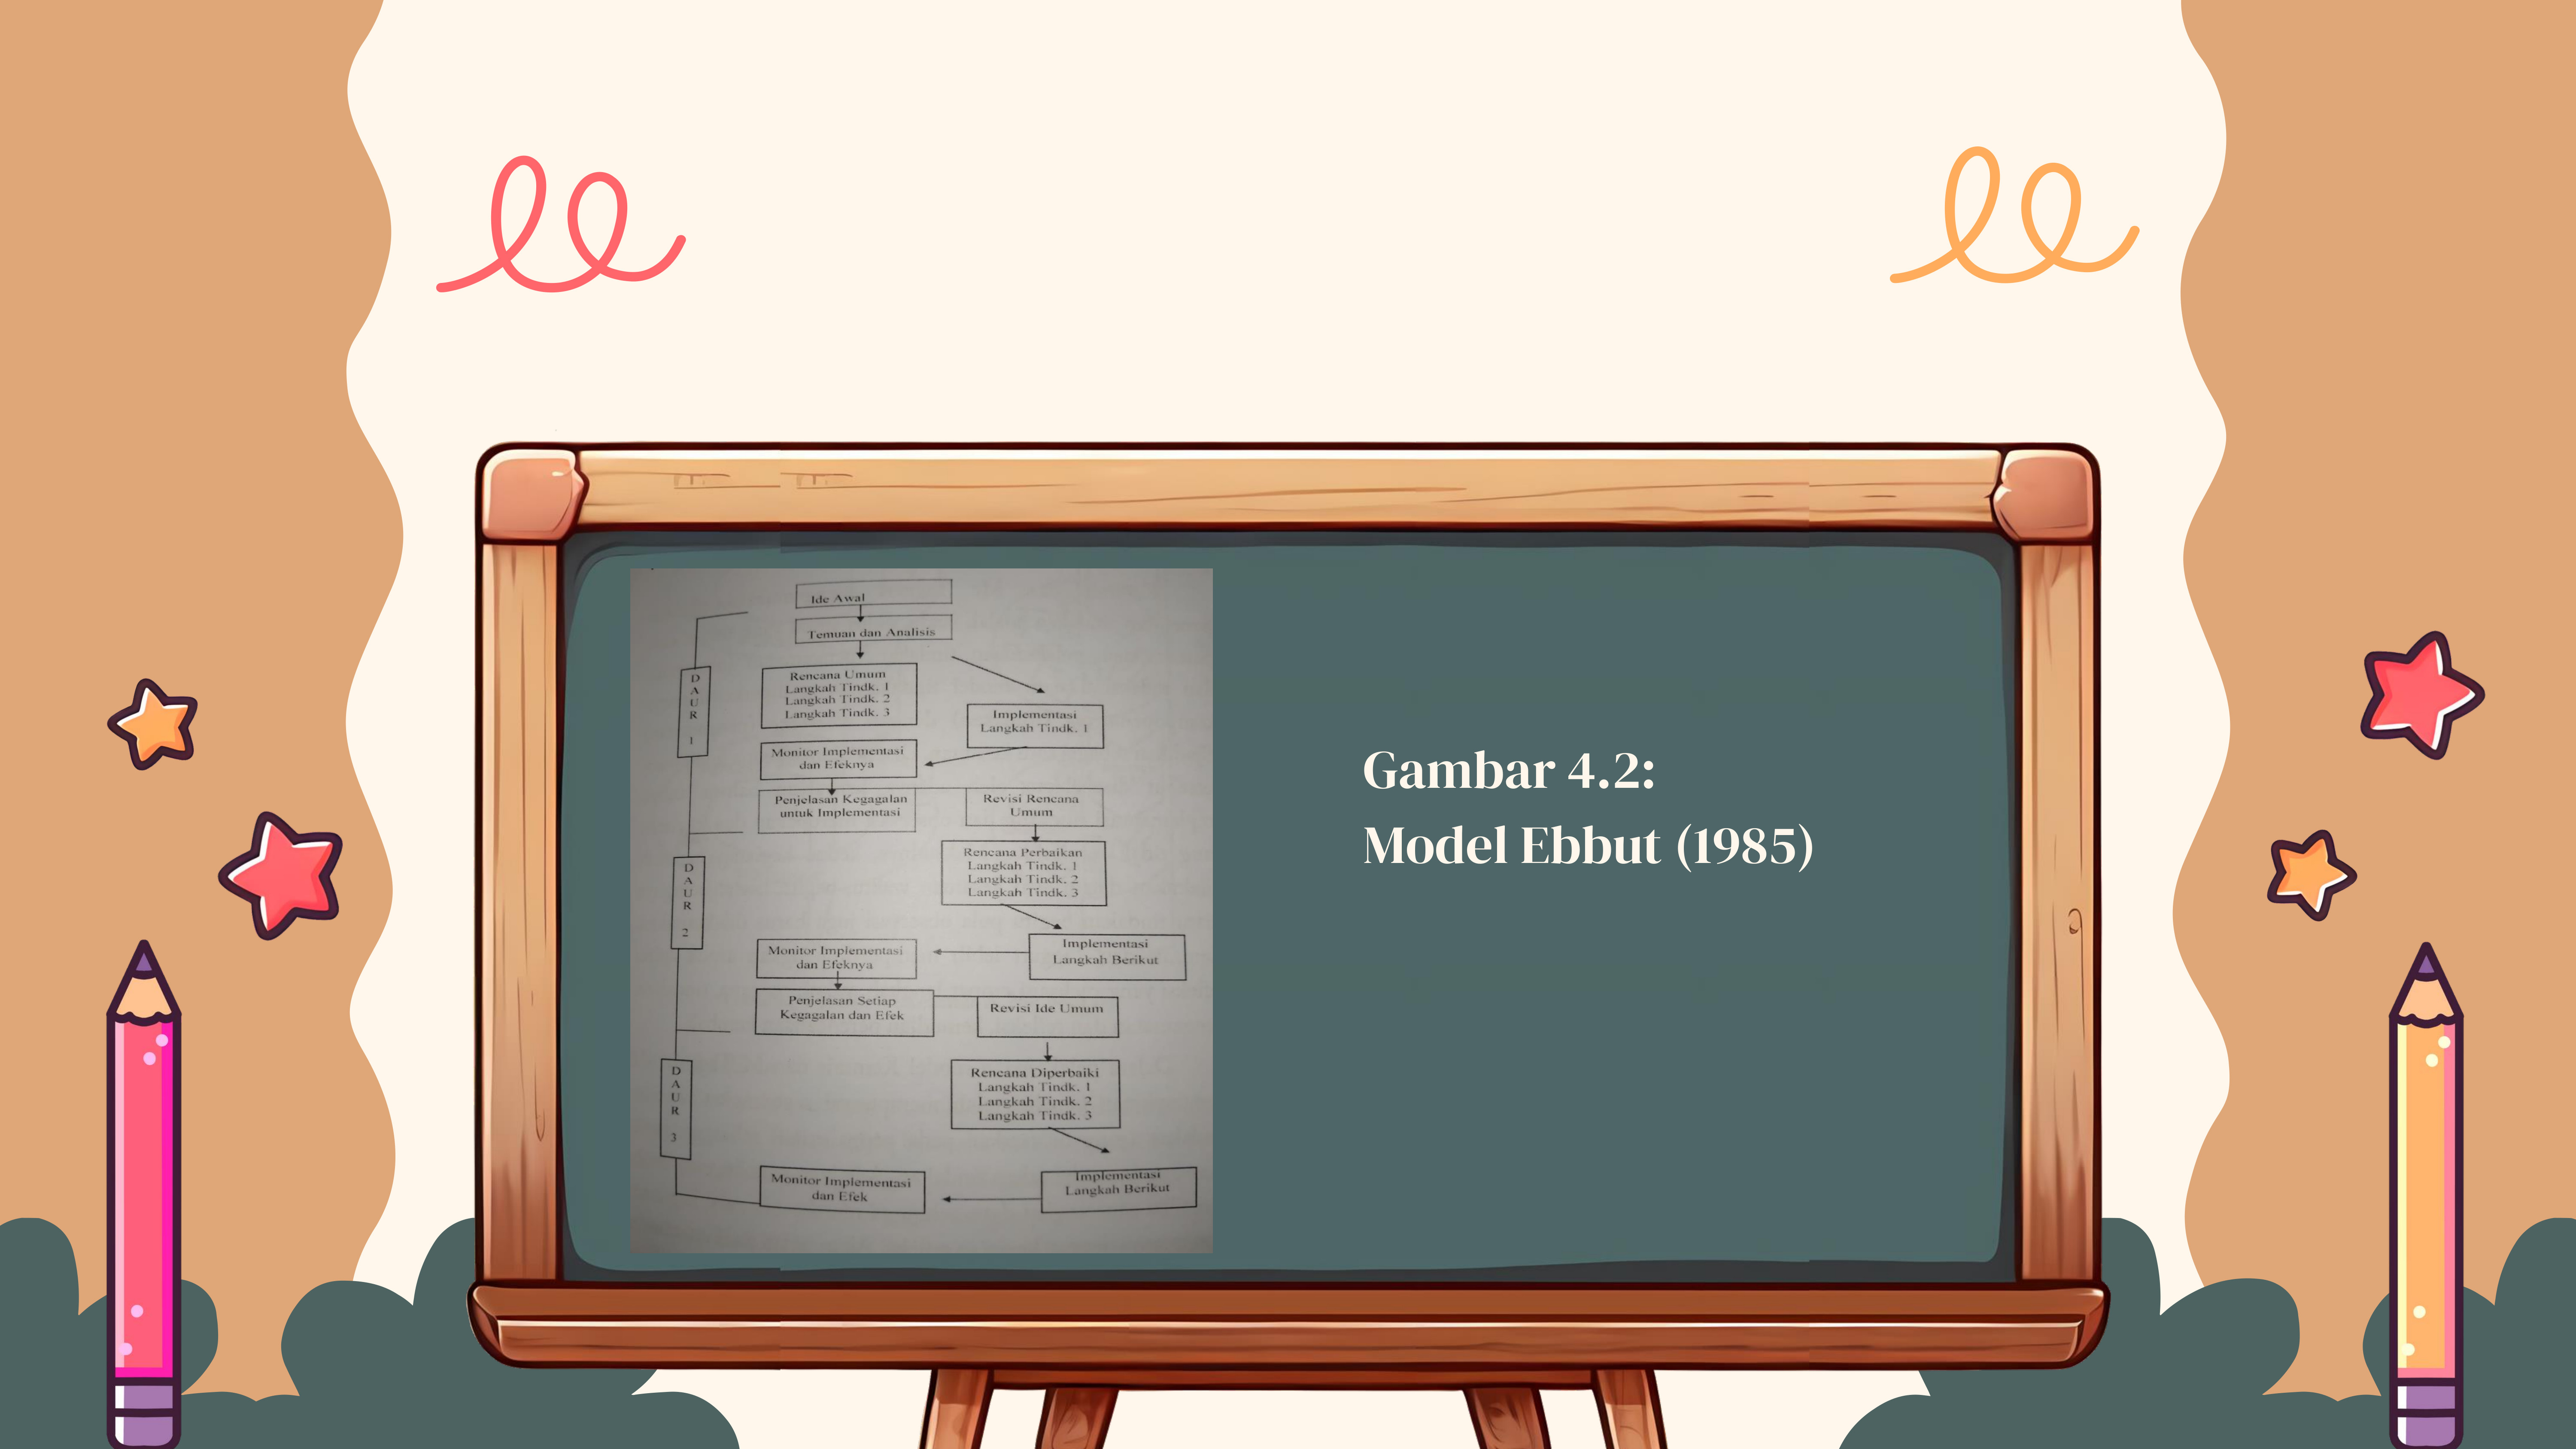 Ide Awal
Temuan dan Analisis
DAUR 1
Rencana Umum
Langkah Tindk. 1
Langkah Tindk. 2
Langkah Tindk. 3
Implementasi
Langkah Tindk. 1
Monitor Implementasi
dan Efeknya
Penjelasan Kegagalan
untuk Implementasi
Revisi Rencana
Umum
DAUR 2
Rencana Perbaikan
Langkah Tindk. 1
Langkah Tindk. 2
Langkah Tindk. 3
Implementasi
Langkah Berikut
Monitor Implementasi
dan Efeknya
Penjelasan Setiap
Kegagalan dan Efek
Revisi Ide Umum
DAUR 3
Rencana Diperbaiki
Langkah Tindk. 1
Langkah Tindk. 2
Langkah Tindk. 3
Implementasi
Langkah Berikut
Monitor Implementasi
dan Efek
Gambar 4.2:
Model Ebbut (1985)